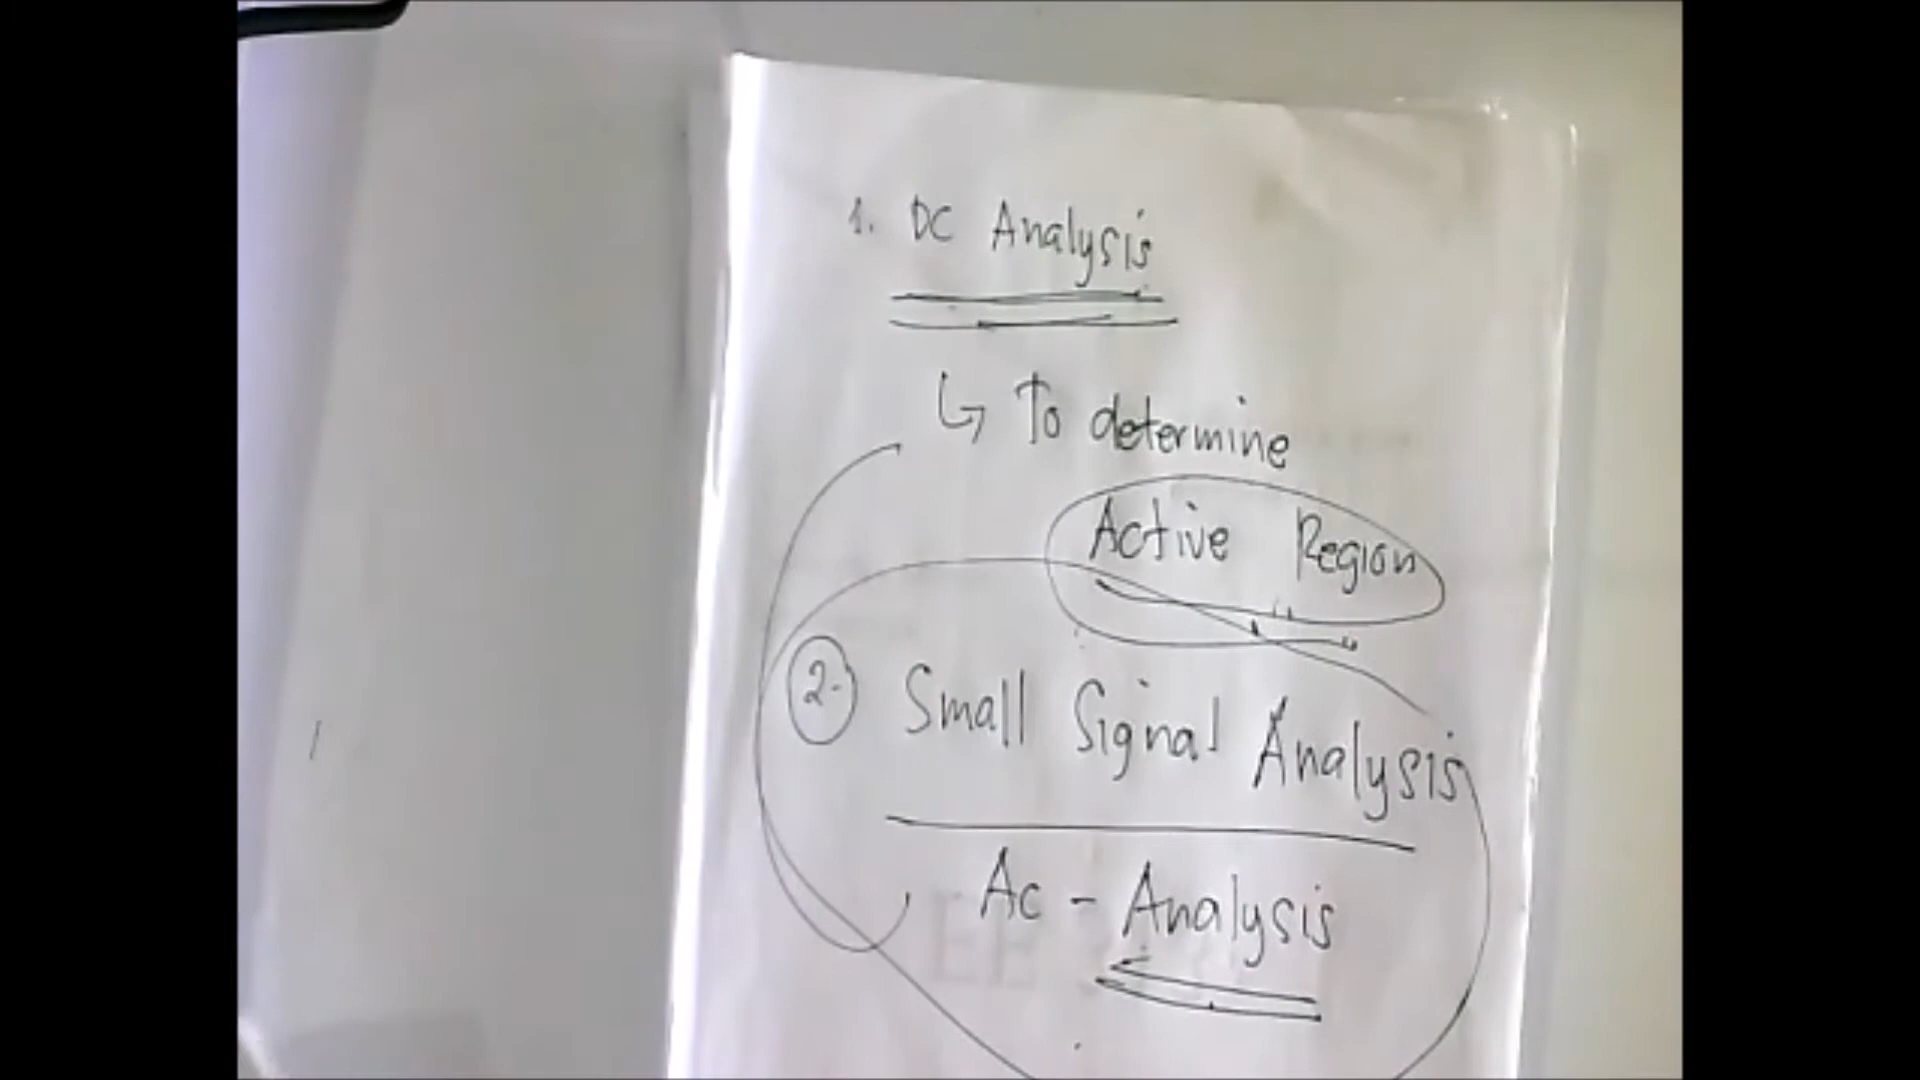 1. DC Analysis
↳ To determine
Active Region
2. Small Signal Analysis
Ac - Analysis